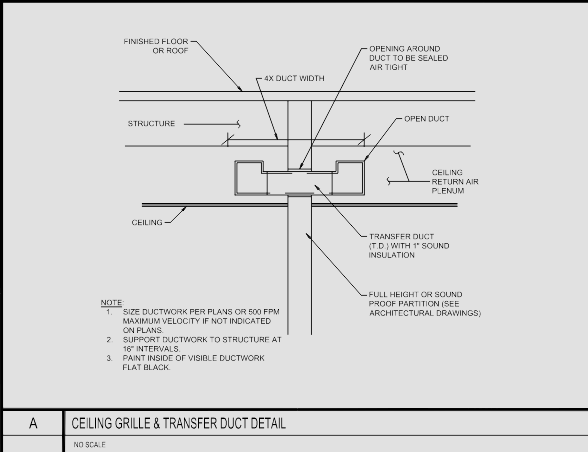 FINISHED FLOOR
OR ROOF
OPENING AROUND
DUCT TO BE SEALED
AIR TIGHT
4X DUCT WIDTH
STRUCTURE
OPEN DUCT
CEILING
RETURN AIR
PLENUM
CEILING
TRANSFER DUCT
(T.D.) WITH 1" SOUND
INSULATION
FULL HEIGHT OR SOUND
PROOF PARTITION (SEE
ARCHITECTURAL DRAWINGS)
NOTE:
1. SIZE DUCTWORK PER PLANS OR 500 FPM
MAXIMUM VELOCITY IF NOT INDICATED
ON PLANS.
2. SUPPORT DUCTWORK TO STRUCTURE AT
16" INTERVALS.
3. PAINT INSIDE OF VISIBLE DUCTWORK
FLAT BLACK.
A CEILING GRILLE & TRANSFER DUCT DETAIL
NO SCALE